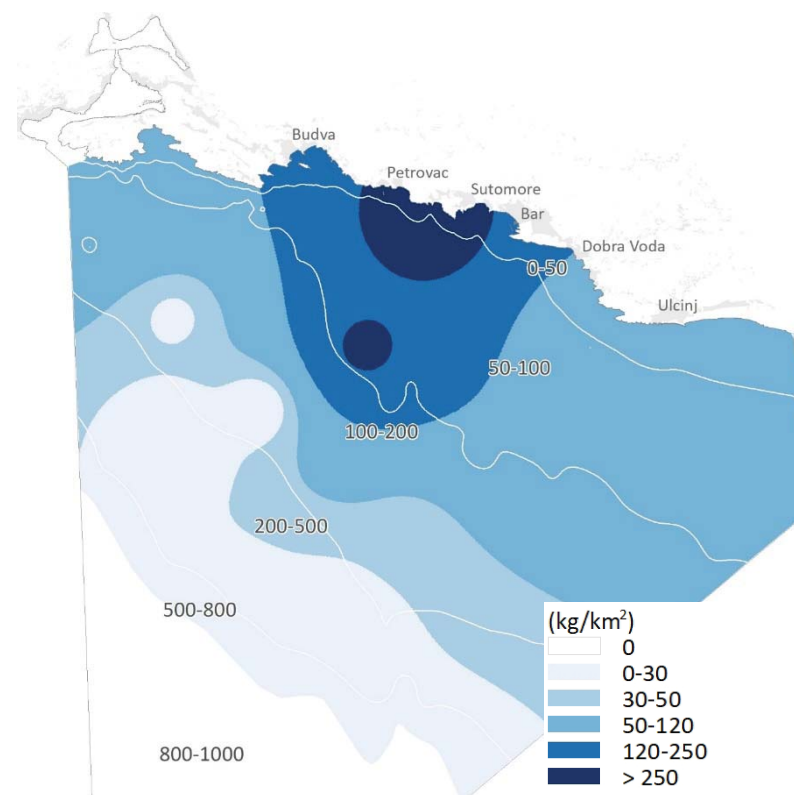 Budva
Petrovac
Sutomore
Bar
Dobra Voda
0-50
Ulcinj
50-100
100-200
200-500
500-800
800-1000
(kg/km²)
0
0-30
30-50
50-120
120-250
> 250